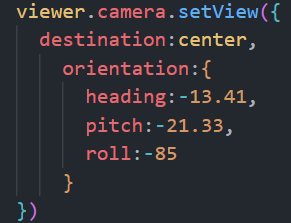 viewer.camera.setView({
destination:center,
orientation:{
heading:-13.41,
pitch:-21.33,
roll:-85
}
})